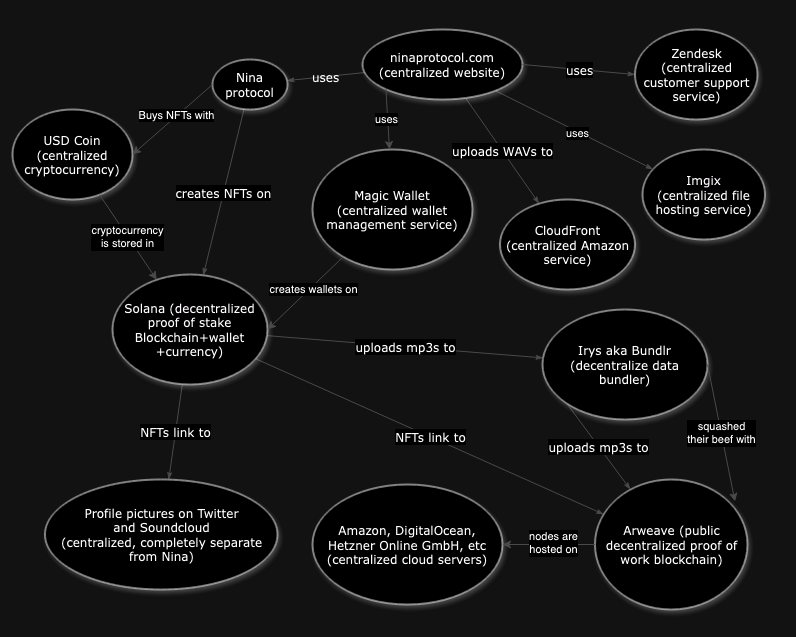 ninaprotocol.com
(centralized website)
Zendesk
(centralized
customer support
service)
Nina
protocol
uses
uses
Buys NFTs with
uses
uses
USD Coin
(centralized
cryptocurrency)
uploads WAVs to
creates NFTs on
Magic Wallet
(centralized wallet
management service)
Imgix
(centralized file
hosting service)
cryptocurrency
is stored in
CloudFront
(centralized Amazon
service)
creates wallets on
Solana (decentralized
proof of stake
Blockchain+wallet
+currency)
uploads mp3s to
Irys aka Bundlr
(decentralize data
bundler)
NFTs link to
NFTs link to
uploads mp3s to
squashed
their beef with
Profile pictures on Twitter
and Soundcloud
(centralized, completely separate
from Nina)
Amazon, DigitalOcean,
Hetzner Online GmbH, etc
(centralized cloud servers)
nodes are
hosted on
Arweave (public
decentralized proof of
work blockchain)